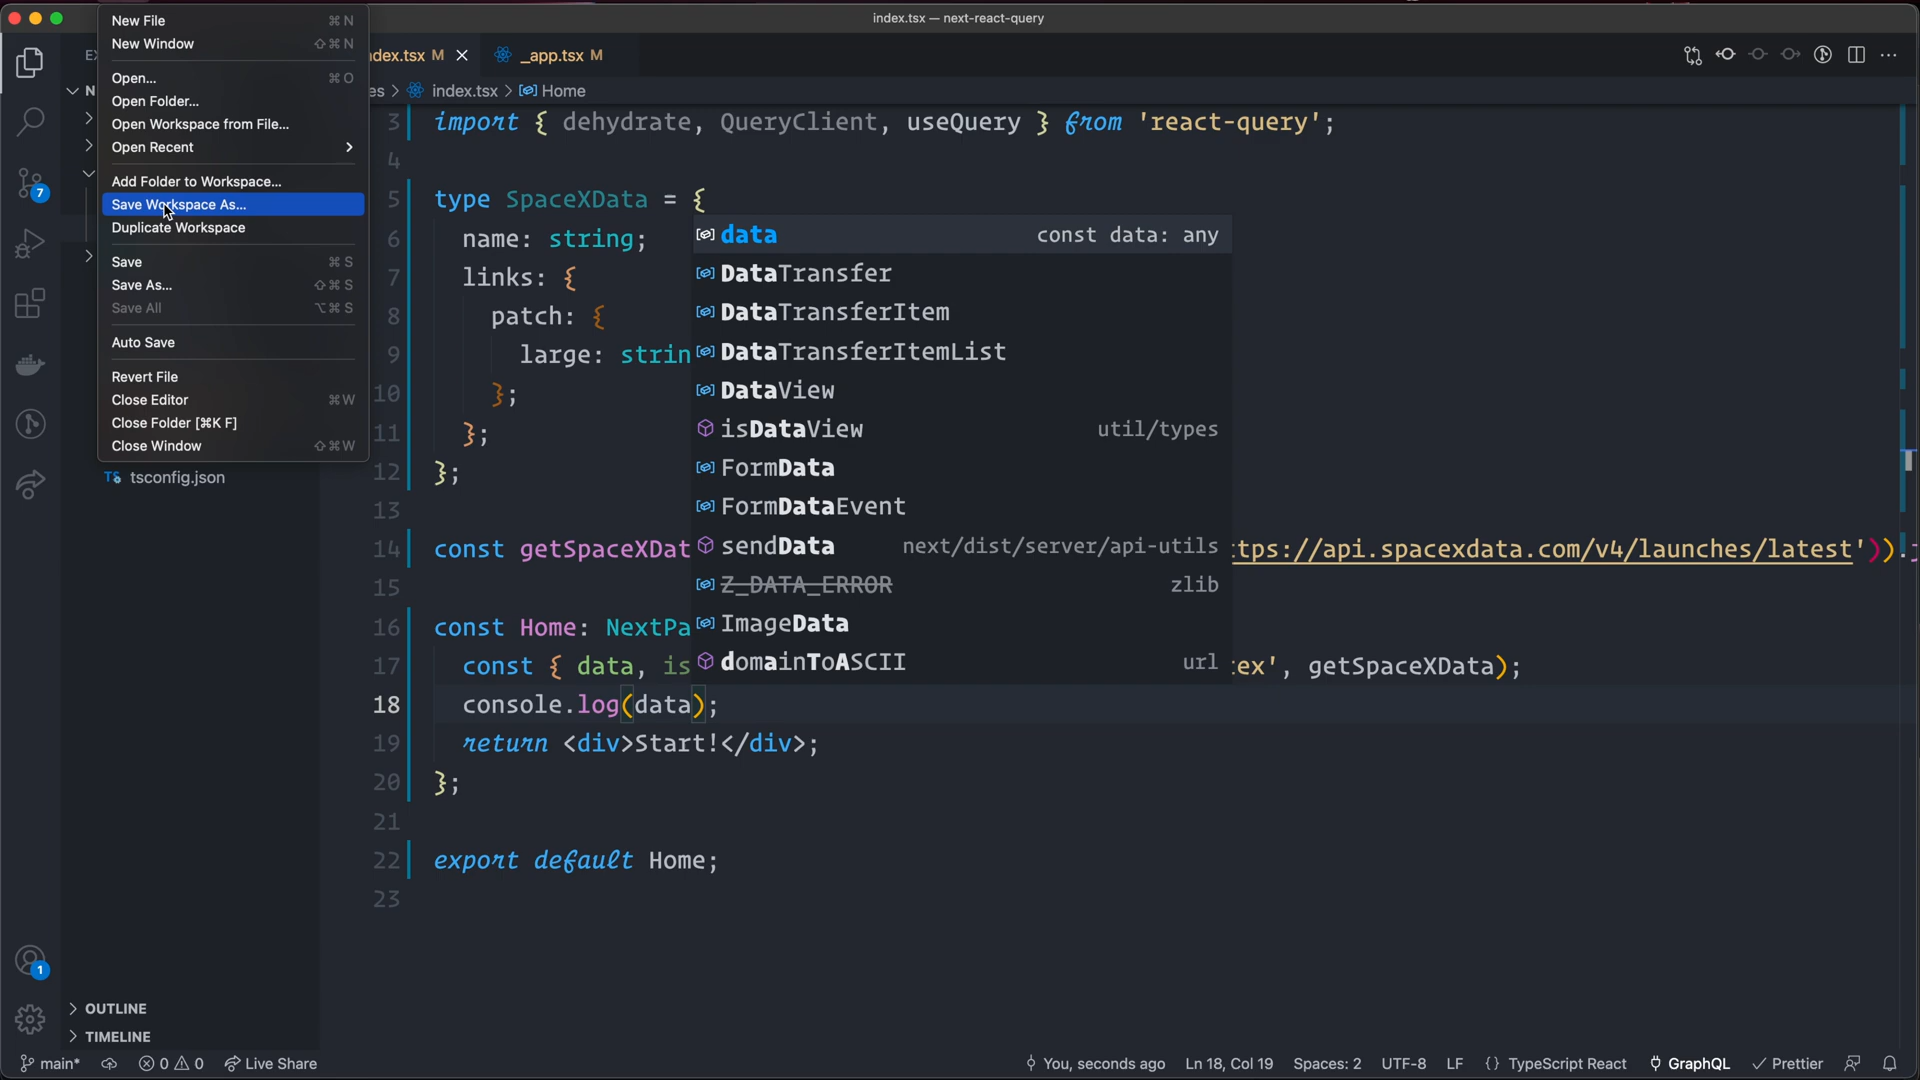 index.tsx — next-react-query
New File ⌘ N
New Window ⇧ ⌘ N
Open... ⌘ O
Open Folder...
Open Workspace from File...
Open Recent
Add Folder to Workspace...
Save Workspace As...
Duplicate Workspace
Save ⌘ S
Save As... ⇧ ⌘ S
Save All ⌥ ⌘ S
Auto Save
Revert File
Close Editor ⌘ W
Close Folder [⌘K F]
Close Window ⇧ ⌘ W
EX
N
7
TS tsconfig.json
1
OUTLINE
TIMELINE
ndex.tsx M
_app.tsx M
es > index.tsx > Home
3 import { dehydrate, QueryClient, useQuery } from 'react-query';
4
5 type SpaceXData = {
6 name: string;
7 links: {
8 patch: {
9 large: strin
10 };
11 };
12 };
13
14 const getSpaceXDat tps://api.spacexdata.com/v4/launches/latest')).j
15
16 const Home: NextPa
17 const { data, is ex', getSpaceXData);
18 console.log(data);
19 return <div>Start!</div>;
20 };
21
22 export default Home;
23
data const data: any
DataTransfer
DataTransferItem
DataTransferItemList
DataView
isDataView util/types
FormData
FormDataEvent
sendData next/dist/server/api-utils
Z_DATA_ERROR zlib
ImageData
domainToASCII url
main* 0 0 Live Share You, seconds ago Ln 18, Col 19 Spaces: 2 UTF-8 LF {} TypeScript React GraphQL Prettier